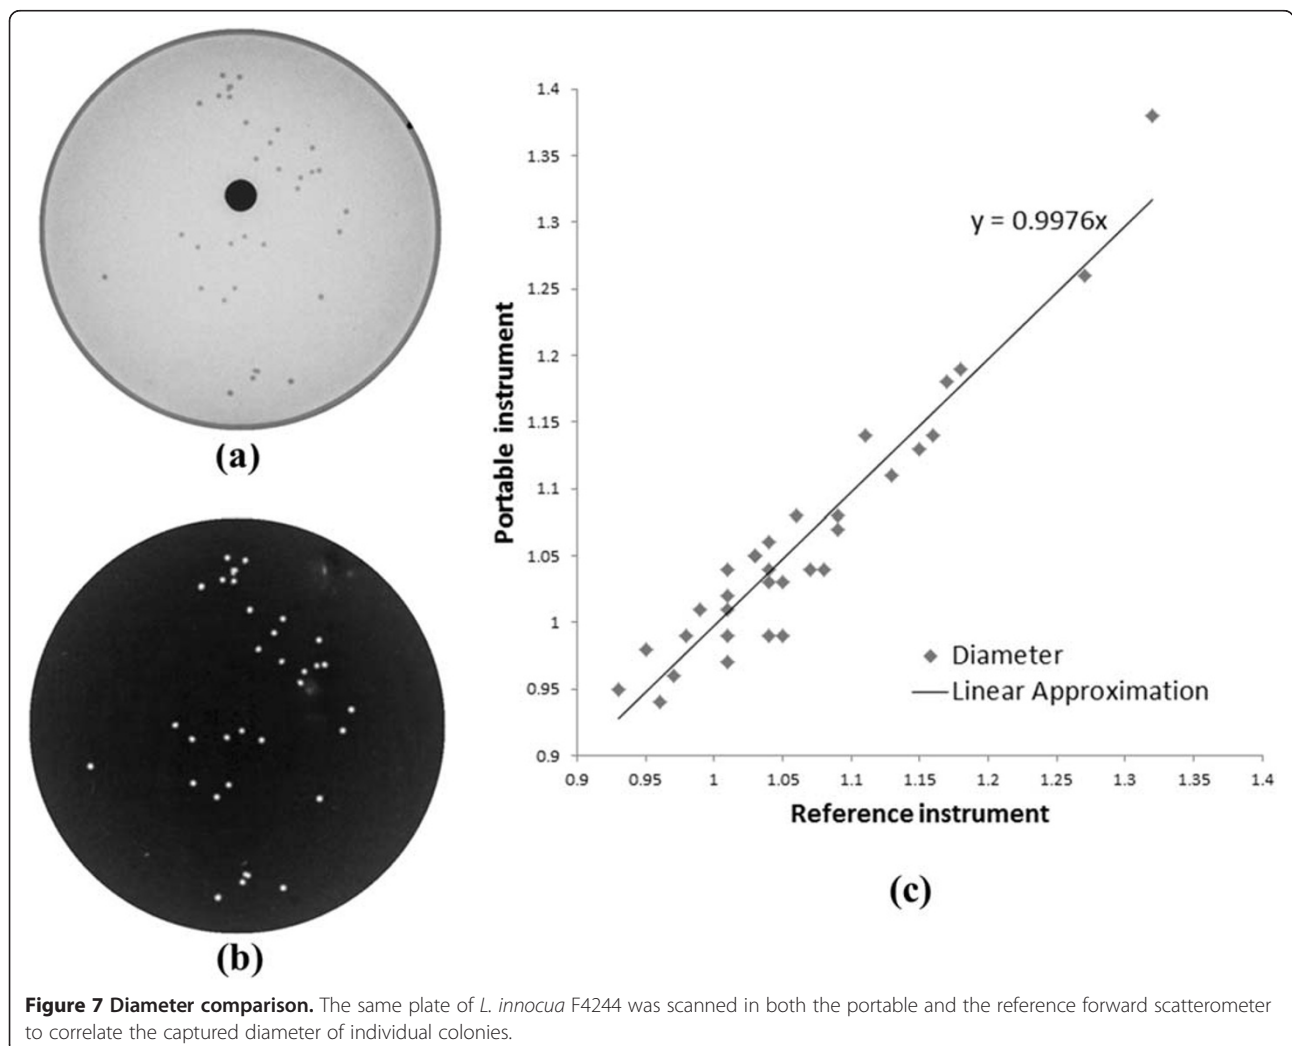 (a)
(b)
1.4
1.35
1.3
1.25
1.2
1.15
1.1
1.05
1
0.95
0.9
0.9 0.95 1 1.05 1.1 1.15 1.2 1.25 1.3 1.35 1.4
Portable instrument
Reference instrument
y = 0.9976x
Diameter
Linear Approximation
(c)
Figure 7 Diameter comparison. The same plate of L. innocua F4244 was scanned in both the portable and the reference forward scatterometer
to correlate the captured diameter of individual colonies.